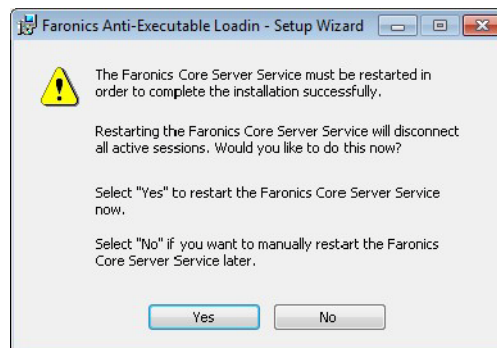 Faronics Anti-Executable Loadin - Setup Wizard
The Faronics Core Server Service must be restarted in
order to complete the installation successfully.
Restarting the Faronics Core Server Service will disconnect
all active sessions. Would you like to do this now?
Select "Yes" to restart the Faronics Core Server Service
now.
Select "No" if you want to manually restart the Faronics
Core Server Service later.
Yes
No